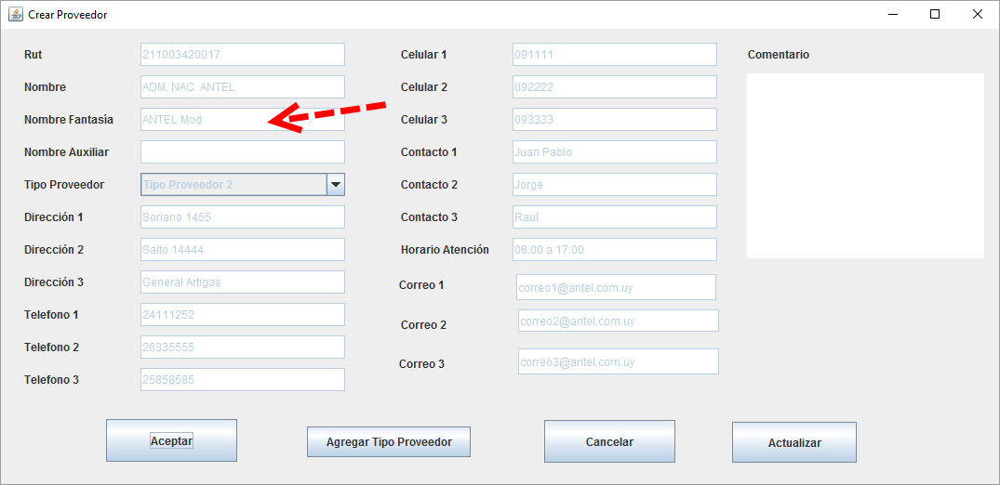 Crear Proveedor
Rut 211003420017
Nombre ADM. NAC. ANTEL
Nombre Fantasía ANTEL Mod
Nombre Auxiliar
Tipo Proveedor Tipo Proveedor 2
Dirección 1 Soriano 1455
Dirección 2 Salto 14444
Dirección 3 General Artigas
Telefono 1 24111252
Telefono 2 26335555
Telefono 3 25858585
Celular 1 091111
Celular 2 092222
Celular 3 093333
Contacto 1 Juan Pablo
Contacto 2 Jorge
Contacto 3 Raul
Horario Atención 08:00 a 17:00
Correo 1 correo1@antel.com.uy
Correo 2 correo2@antel.com.uy
Correo 3 correo3@antel.com.uy
Comentario
Aceptar Agregar Tipo Proveedor Cancelar Actualizar